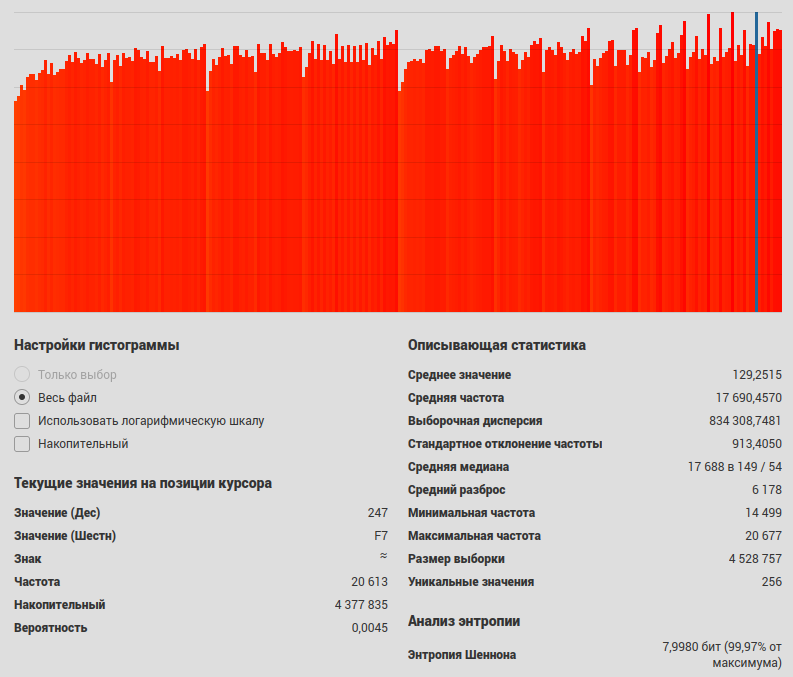 Настройки гистограммы
Только выбор
Весь файл
Использовать логарифмическую шкалу
Накопительный
Текущие значения на позиции курсора
Значение (Дес) 247
Значение (Шестн) F7
Знак ≈
Частота 20 613
Накопительный 4 377 835
Вероятность 0,0045
Описывающая статистика
Среднее значение 129,2515
Средняя частота 17 690,4570
Выборочная дисперсия 834 308,7481
Стандартное отклонение частоты 913,4050
Средняя медиана 17 688 в 149 / 54
Средний разброс 6 178
Минимальная частота 14 499
Максимальная частота 20 677
Размер выборки 4 528 757
Уникальные значения 256
Анализ энтропии
Энтропия Шеннона 7,9980 бит (99,97% от
максимума)